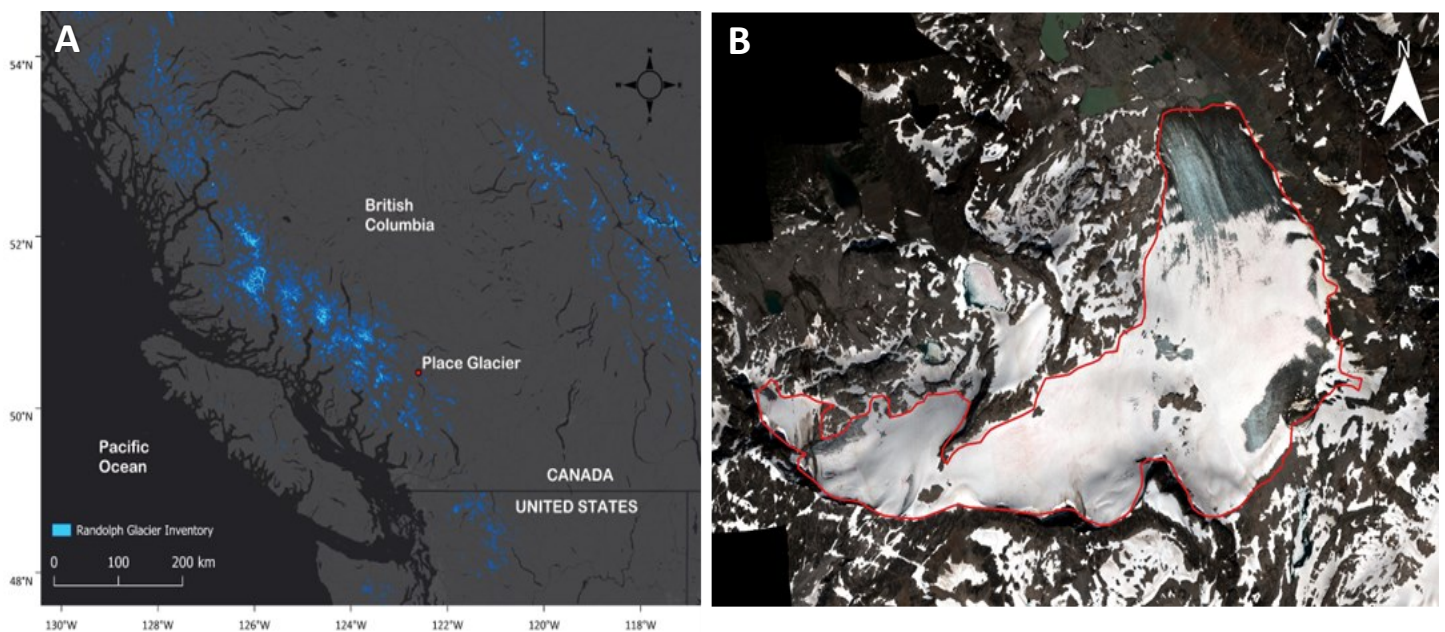 A
54°N
52°N
50°N
48°N
British
Columbia
Place Glacier
Pacific
Ocean
CANADA
UNITED STATES
Randolph Glacier Inventory
0 100 200 km
130°W 128°W 126°W 124°W 122°W 120°W 118°W
B
N